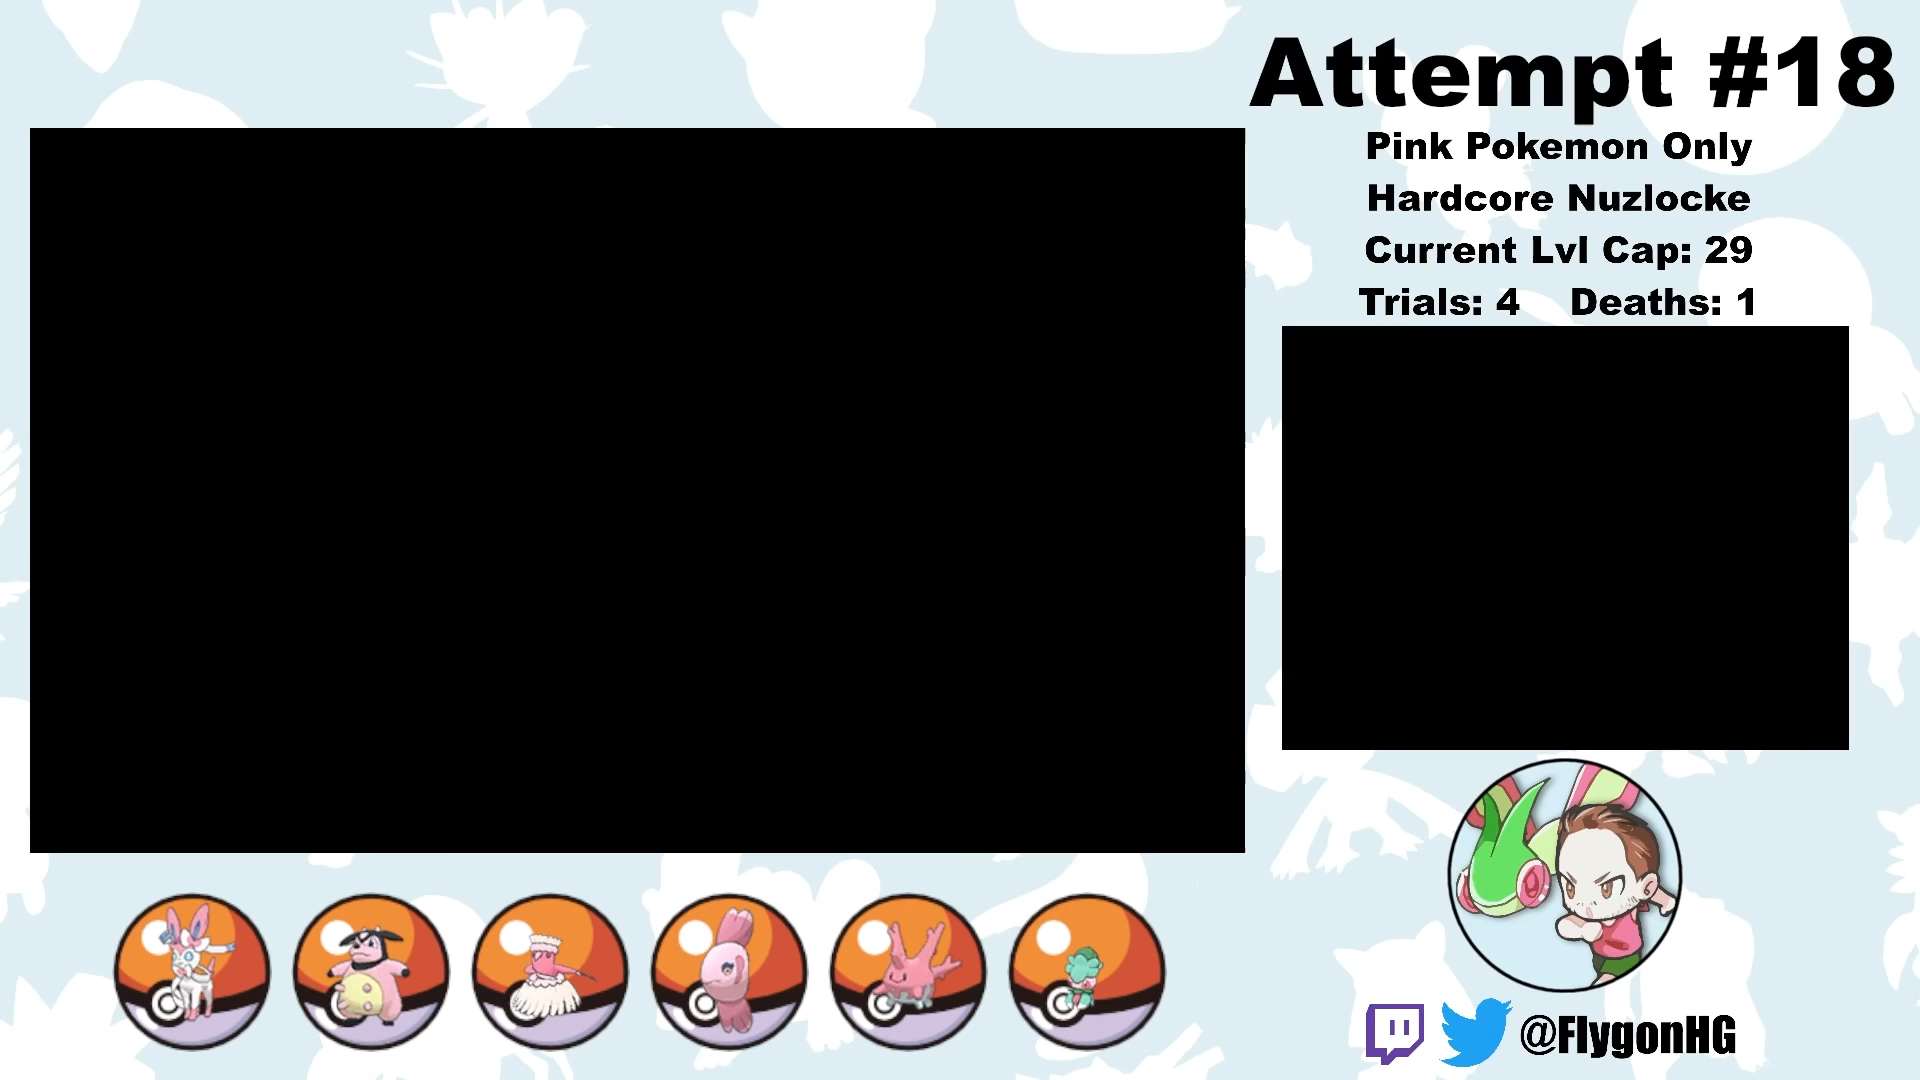 Attempt #18
Pink Pokemon Only
Hardcore Nuzlocke
Current Lvl Cap: 29
Trials: 4 Deaths: 1
@FlygonHG